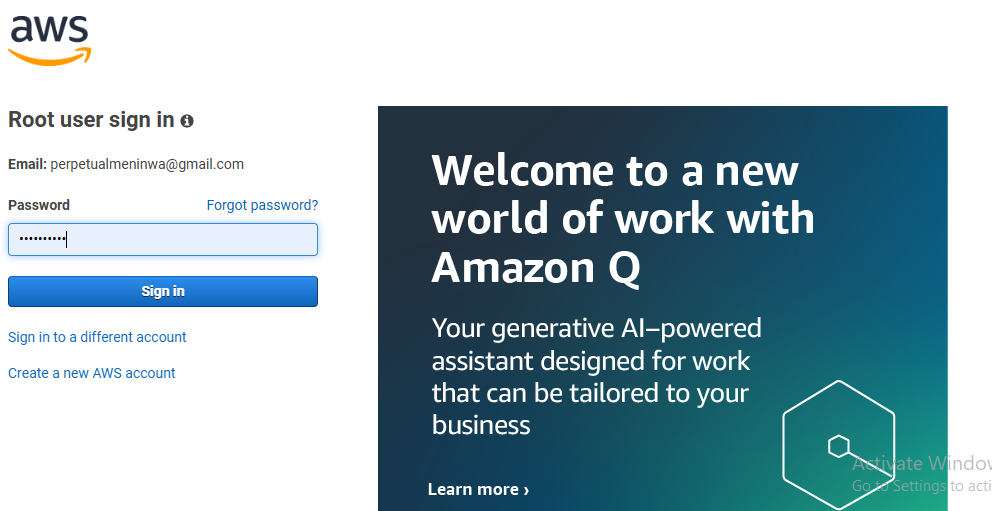 aws
Root user sign in
Email: perpetualmeninwa@gmail.com
Password
Forgot password?
••••••••••
Sign in
Sign in to a different account
Create a new AWS account
Welcome to a new
world of work with
Amazon Q
Your generative AI–powered
assistant designed for work
that can be tailored to your
business
Learn more ›
Activate Window
Go to Settings to acti